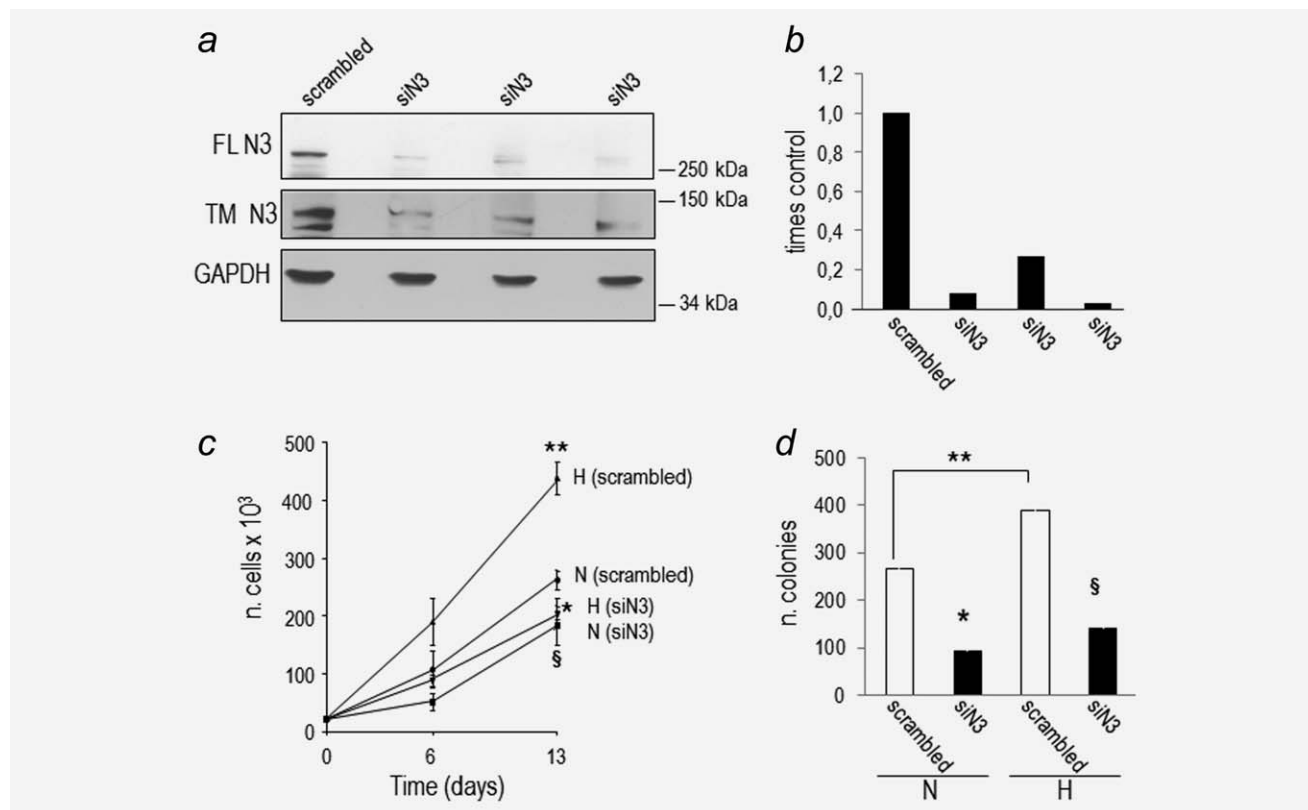 a
scrambled siN3 siN3 siN3
FL N3
250 kDa
150 kDa
TM N3
GAPDH
34 kDa
b
times control
1,2
1,0
0,8
0,6
0,4
0,2
0,0
scrambled siN3 siN3 siN3
c
n. cells x 10³
500
400
300
200
100
0
**
H (scrambled)
N (scrambled)
* H (siN3)
N (siN3)
§
0 6 13
Time (days)
d
n. colonies
500
400
300
200
100
0
**
*
§
scrambled siN3 scrambled siN3
N H